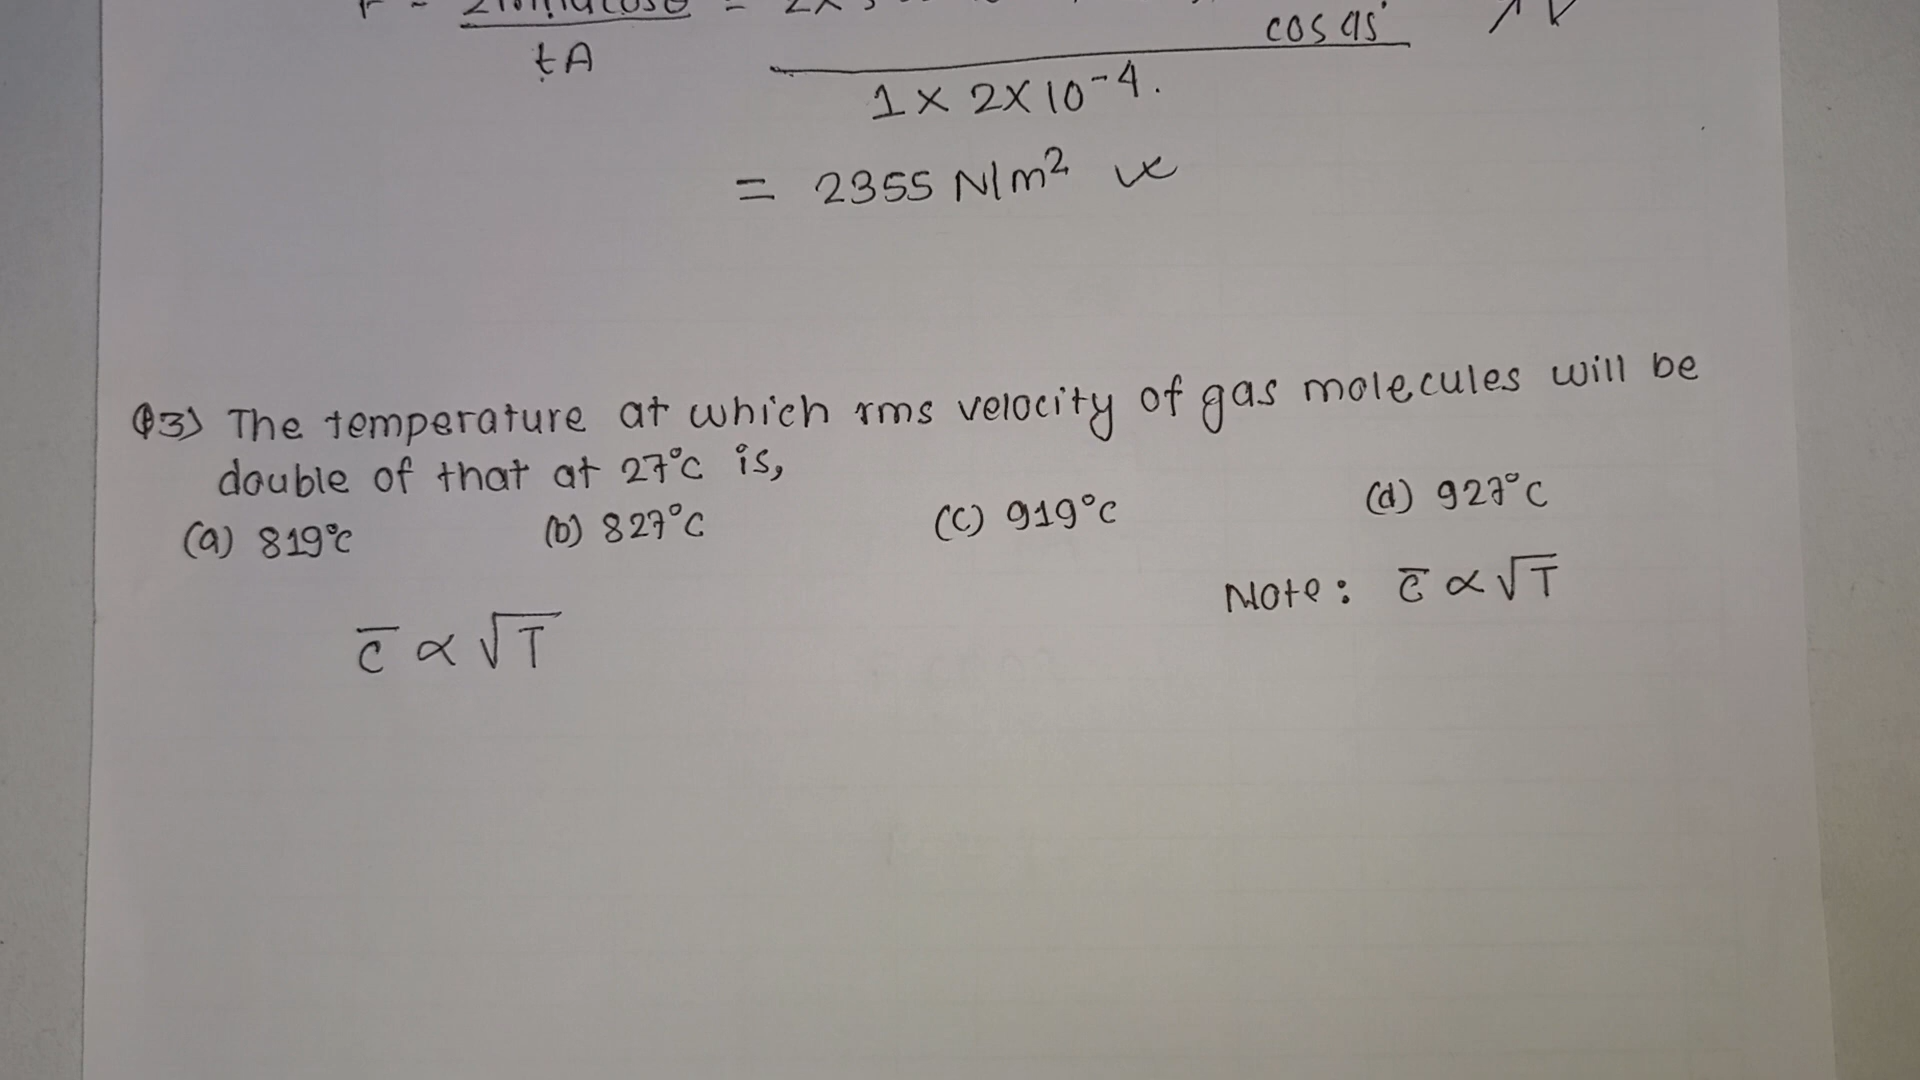 tA
cos 45°
1 × 2×10⁻⁴.
= 2355 N/m²
Q3) The temperature at which rms velocity of gas molecules will be
double of that at 27°C is,
(a) 819°C (b) 827°C (c) 919°C (d) 927°C
Note: c̄ ∝ √T
c̄ ∝ √T